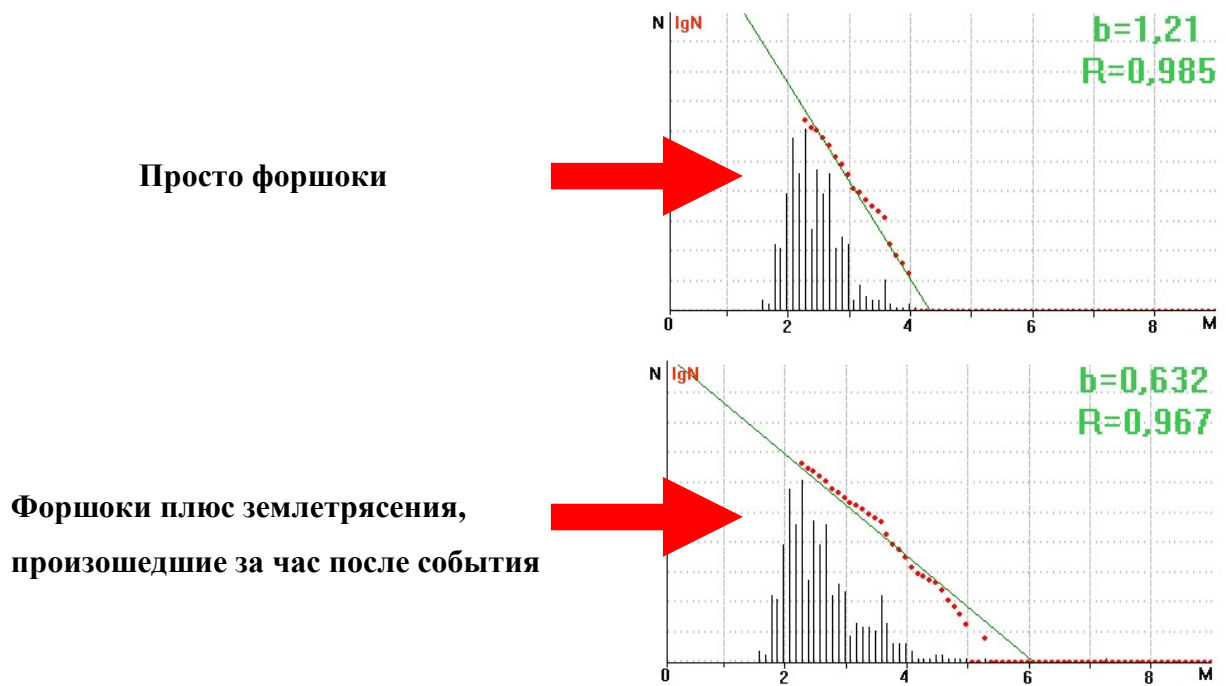 N lgN
b=1,21
R=0,985
Просто форшоки
0 2 4 6 8 M
N lgN
b=0,632
R=0,967
Форшоки плюс землетрясения,
произошедшие за час после события
0 2 4 6 8 M